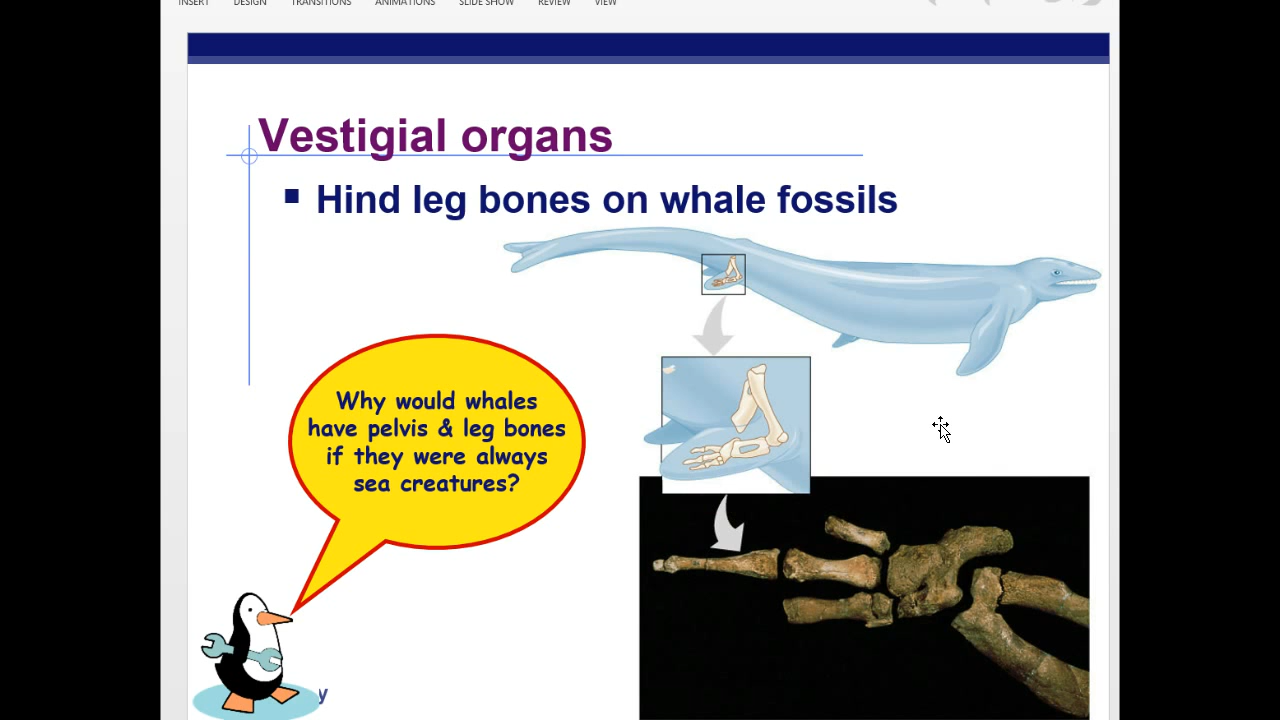 INSERT DESIGN TRANSITIONS ANIMATIONS SLIDE SHOW REVIEW VIEW
Vestigial organs
Hind leg bones on whale fossils
Why would whales
have pelvis & leg bones
if they were always
sea creatures?
y